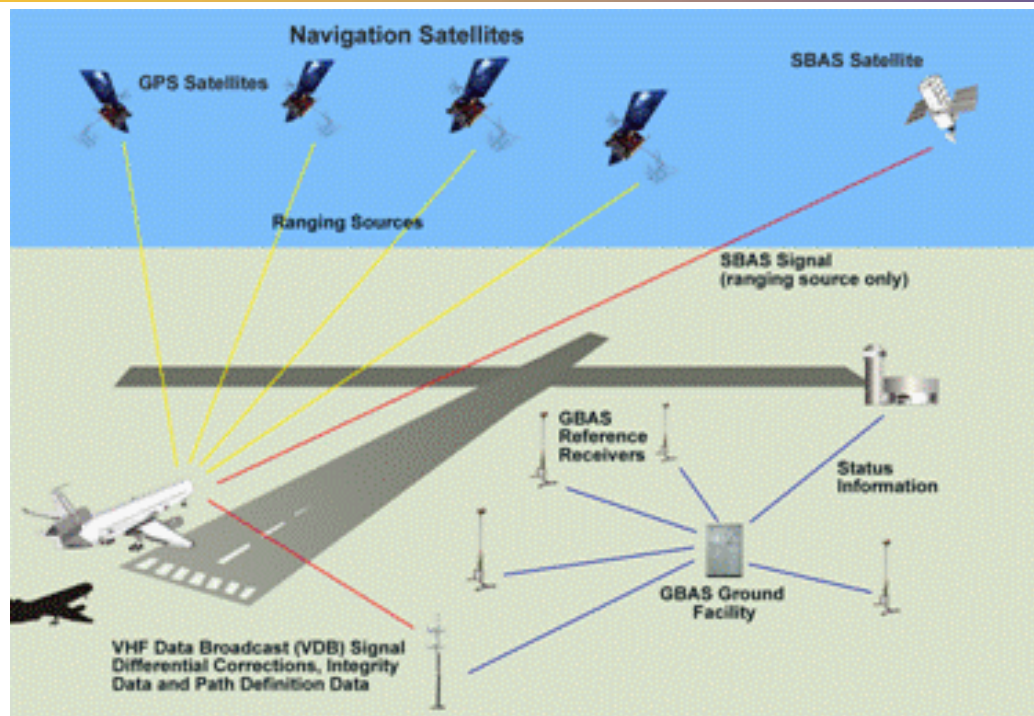 Navigation Satellites
GPS Satellites
SBAS Satellite
Ranging Sources
SBAS Signal
(ranging source only)
GBAS
Reference
Receivers
Status
Information
GBAS Ground
Facility
VHF Data Broadcast (VDB) Signal
Differential Corrections, Integrity
Data and Path Definition Data